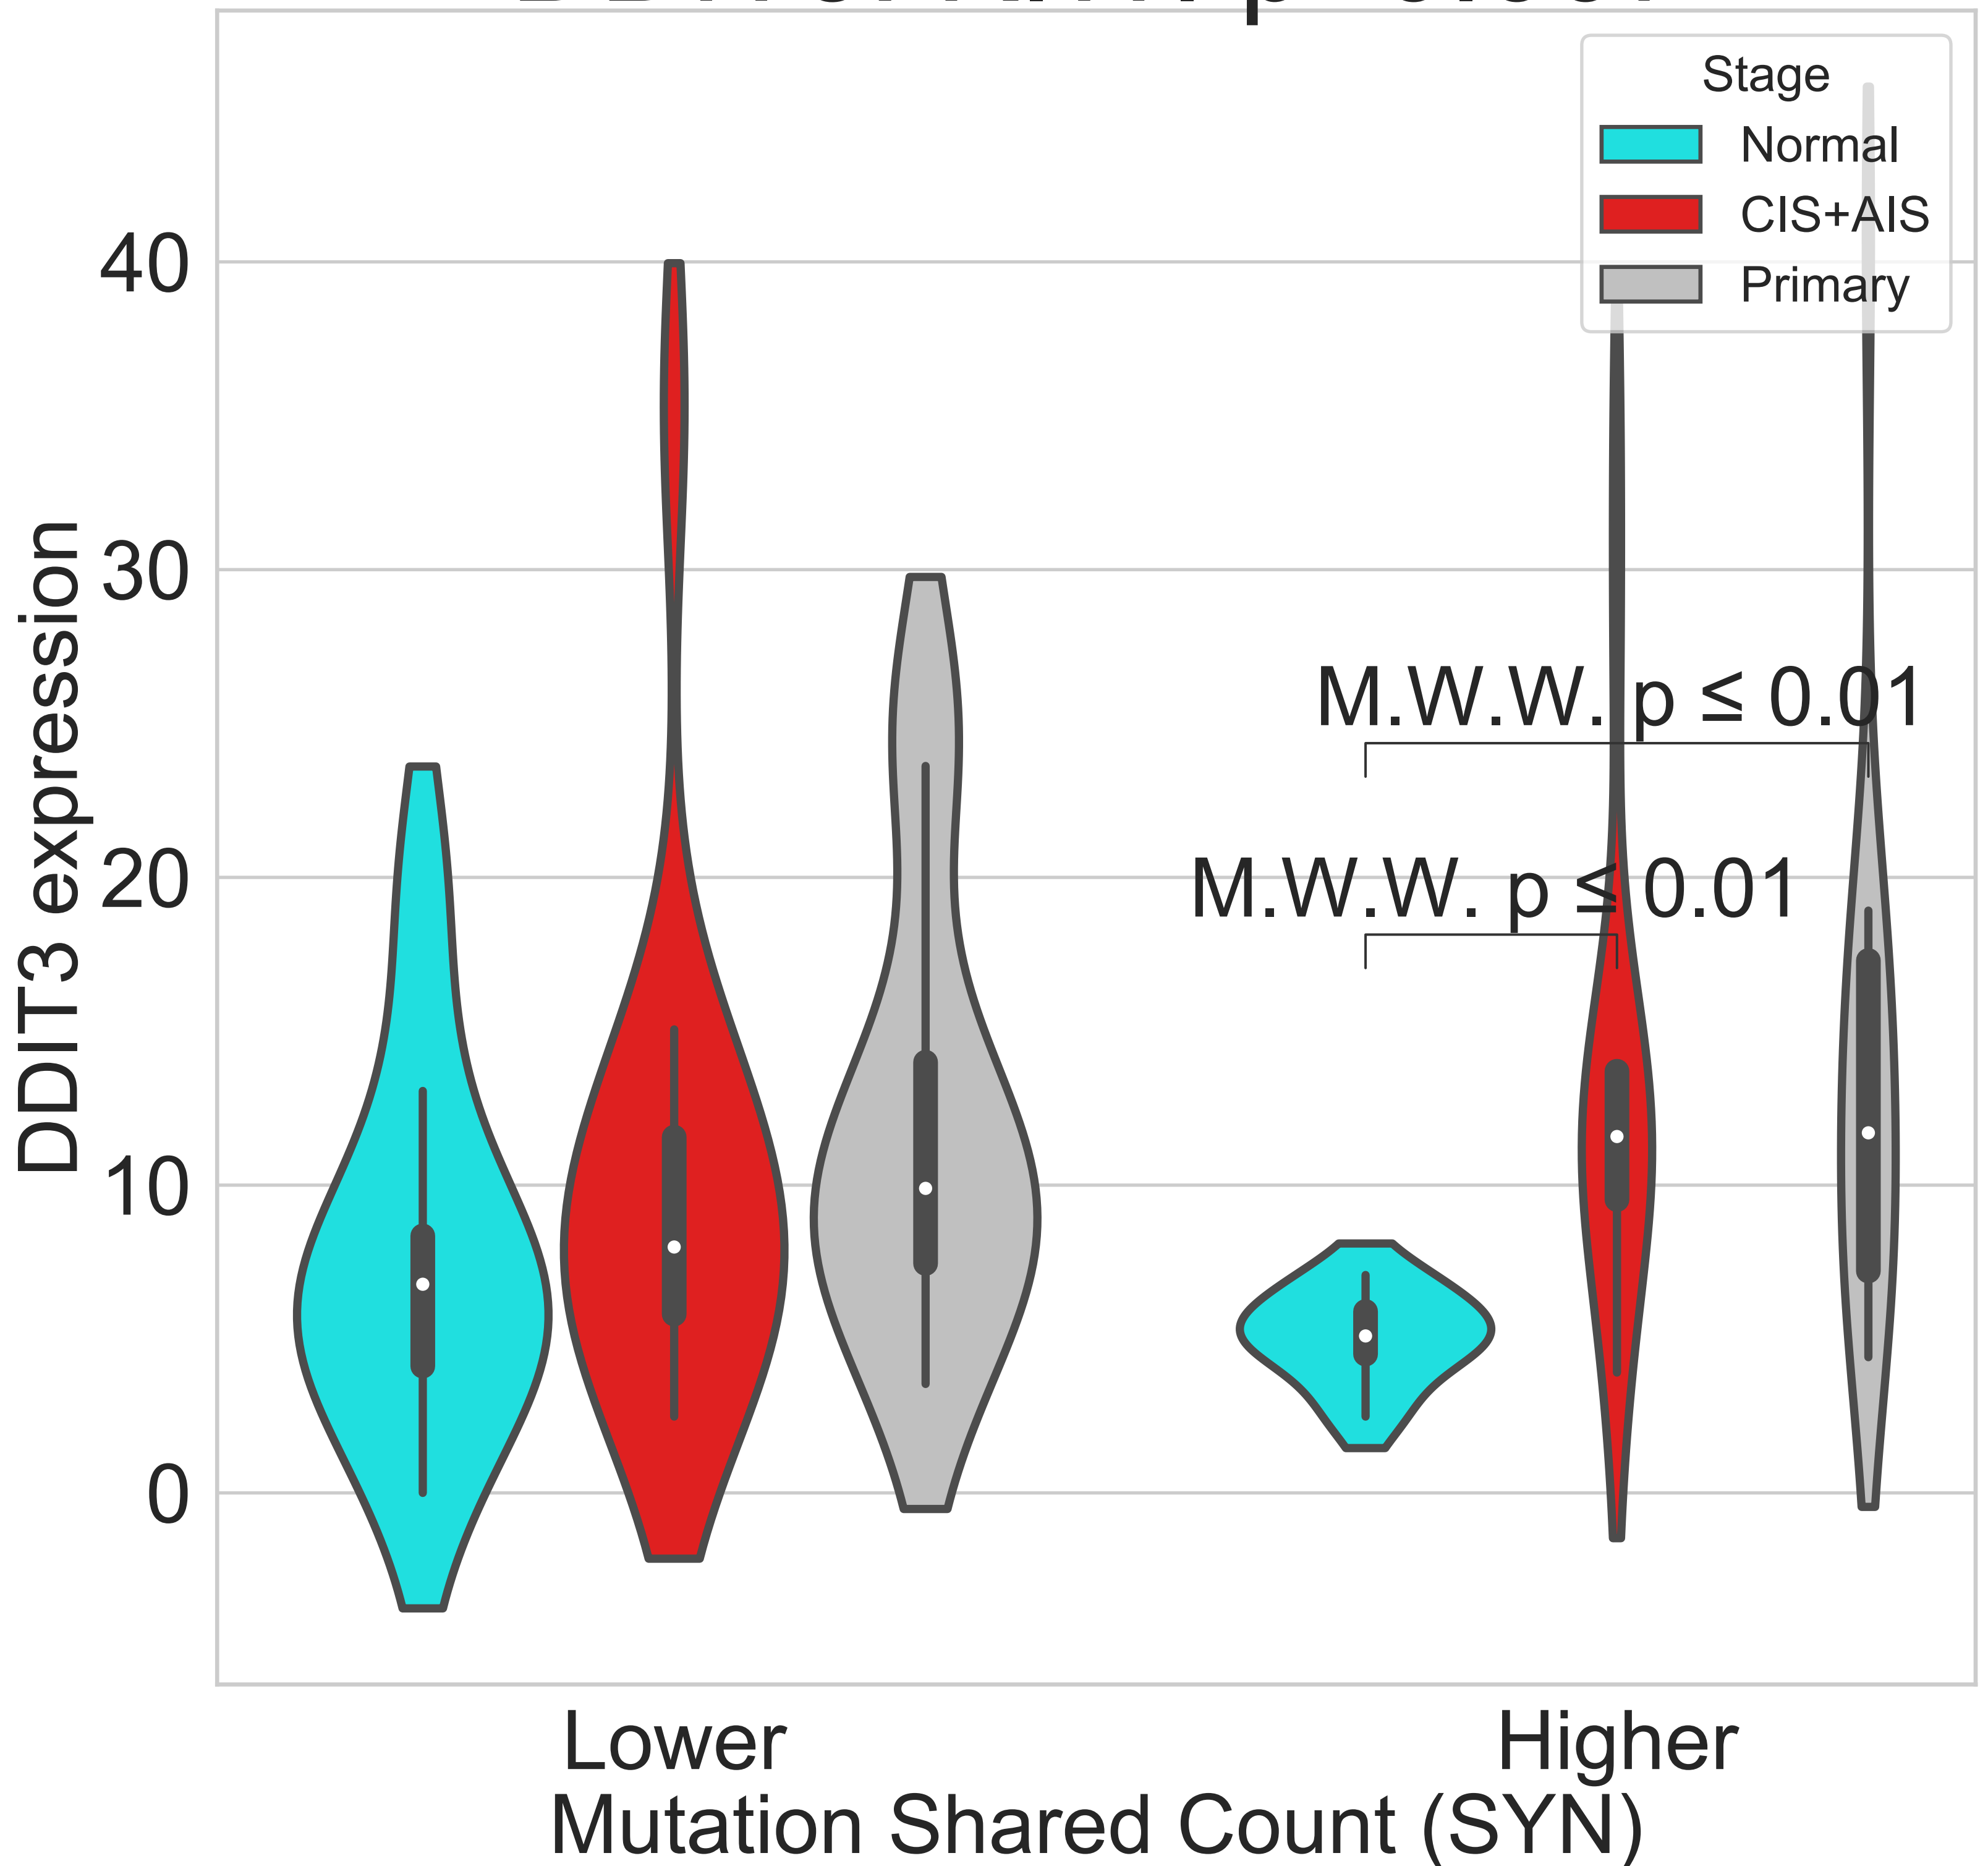 Stage
Normal
CIS+AIS
Primary
40
30
20
10
0
DDIT3 expression
M.W.W. p ≤ 0.01
M.W.W. p ≤ 0.01
Lower
Higher
Mutation Shared Count (SYN)